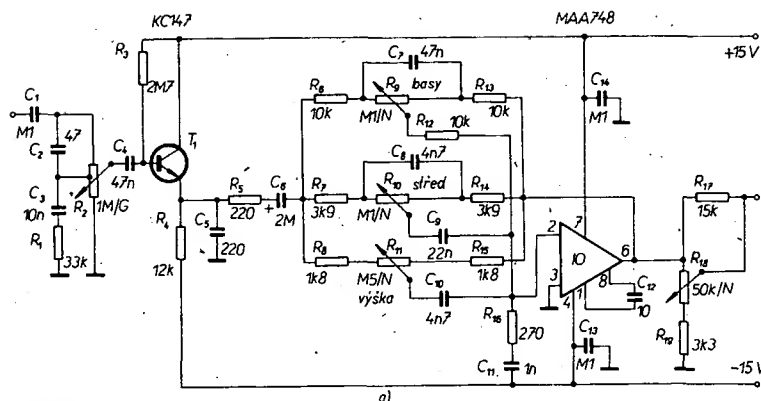 KC147
MAA748
+15V
R3
2M7
C1
M1
C2
47
C3
10n
R1
33k
R2
1M/G
C4
47n
T1
R4
12k
C5
220
R5
220
C6
+
2M
C7
47n
R6
10k
R9
basy
M1/N
R13
10k
R12
10k
C8
4n7
R7
3k9
R10
střed
M1/N
R14
3k9
C9
22n
R8
1k8
R11
M5/N
výška
R15
1k8
C10
4n7
R16
270
C11
1n
C14
M1
2
3
7
IO
6
8
4
1
C12
10
C13
M1
R17
15k
R18
50k/N
R19
3k3
-15V
a)